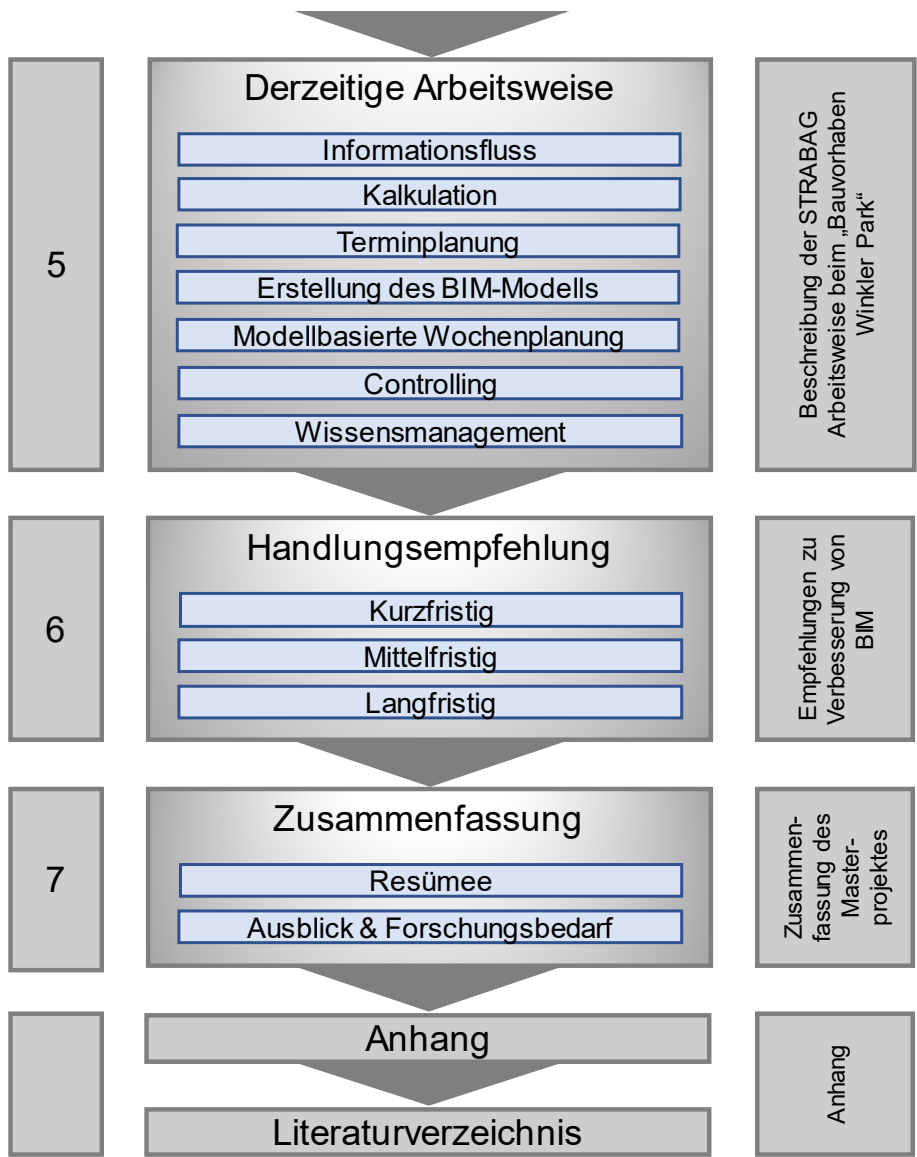 5
Derzeitige Arbeitsweise
Informationsfluss
Kalkulation
Terminplanung
Erstellung des BIM-Modells
Modellbasierte Wochenplanung
Controlling
Wissensmanagement
Beschreibung der STRABAG
Arbeitsweise beim „Bauvorhaben
Winkler Park“
6
Handlungsempfehlung
Kurzfristig
Mittelfristig
Langfristig
Empfehlungen zu
Verbesserung von
BIM
7
Zusammenfassung
Resümee
Ausblick & Forschungsbedarf
Zusammen-
fassung des
Master-
projektes
Anhang
Literaturverzeichnis
Anhang